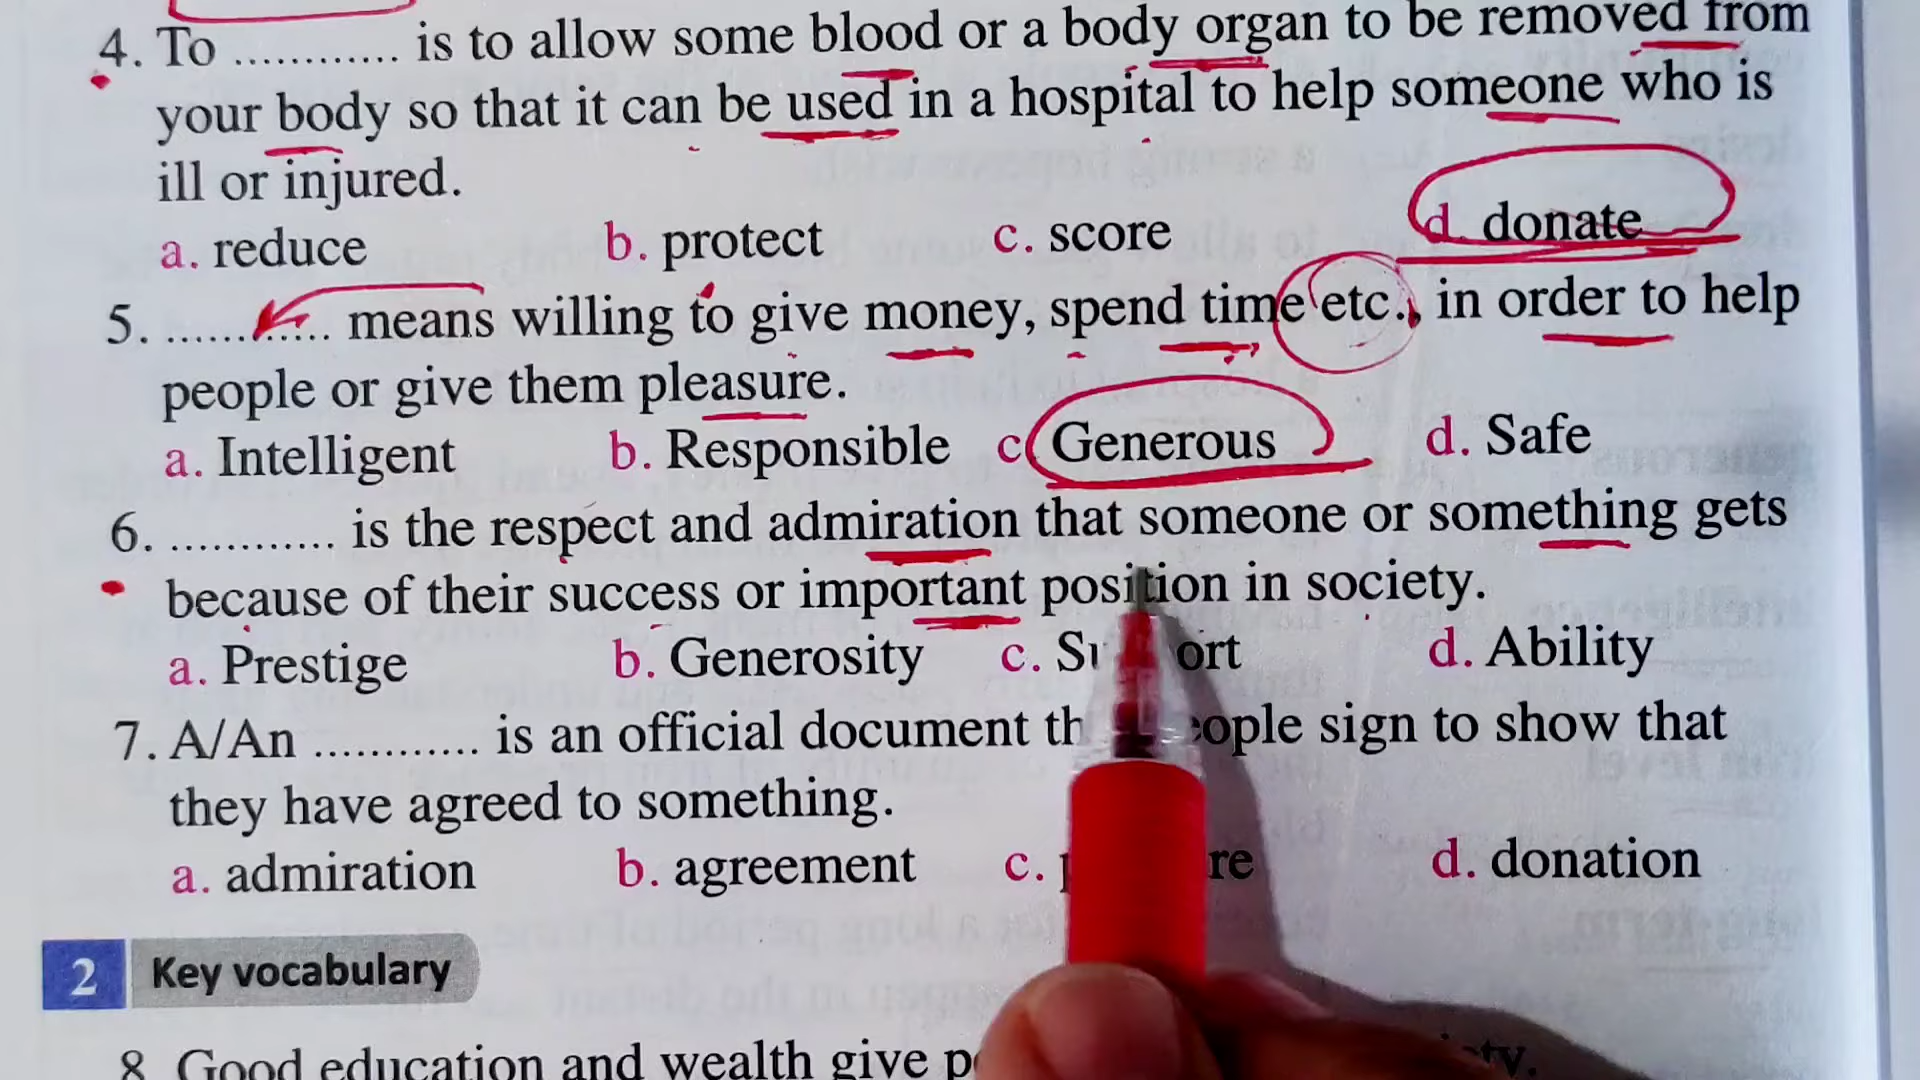 4. To ............ is to allow some blood or a body organ to be removed from
your body so that it can be used in a hospital to help someone who is
ill or injured.
a. reduce b. protect c. score d. donate
5. ............ means willing to give money, spend time etc., in order to help
people or give them pleasure.
a. Intelligent b. Responsible c. Generous d. Safe
6. ............ is the respect and admiration that someone or something gets
because of their success or important position in society.
a. Prestige b. Generosity c. d. Ability
7. A/An ............ is an official document people sign to show that
they have agreed to something.
a. admiration b. agreement c. d. donation
2 Key vocabulary
8. Good education and wealth give